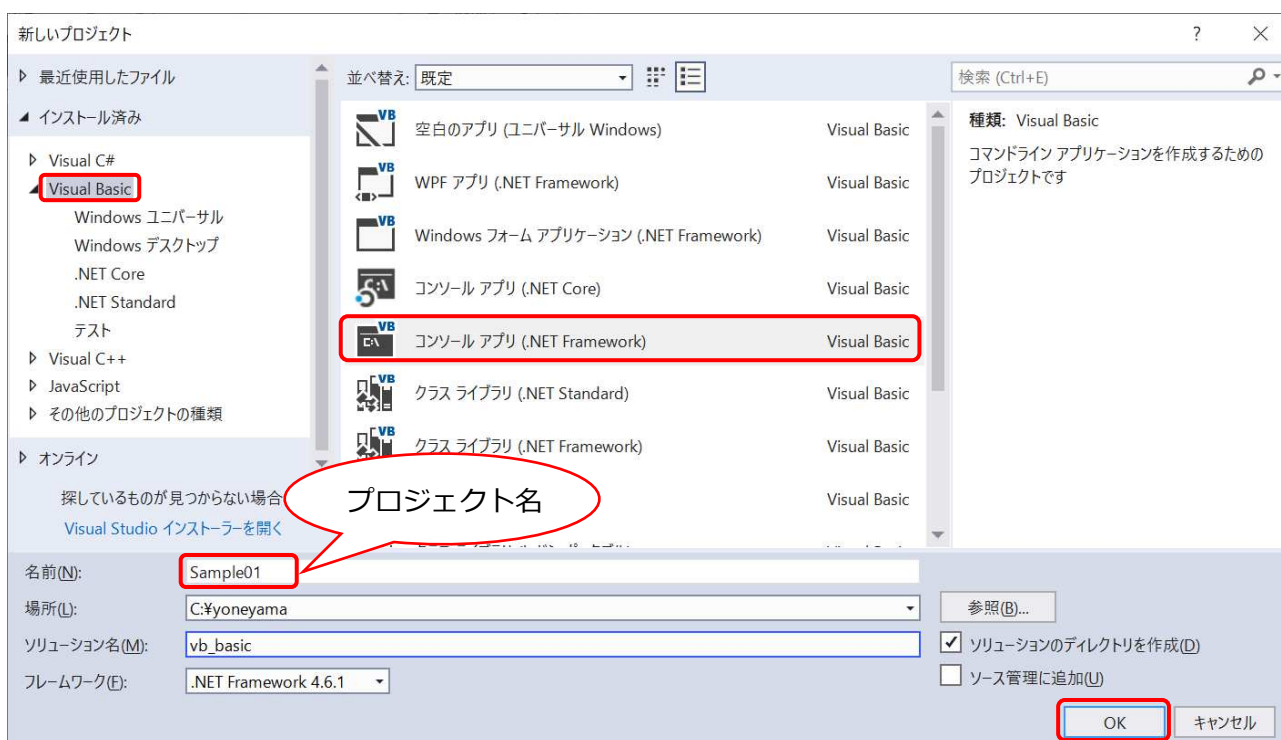 新しいプロジェクト
?
最近使用したファイル
インストール済み
Visual C#
Visual Basic
Windows ユニバーサル
Windows デスクトップ
.NET Core
.NET Standard
テスト
Visual C++
JavaScript
その他のプロジェクトの種類
オンライン
探しているものが見つからない場合
Visual Studio インストーラーを開く
並べ替え: 既定
空白のアプリ (ユニバーサル Windows) Visual Basic
WPF アプリ (.NET Framework) Visual Basic
Windows フォーム アプリケーション (.NET Framework) Visual Basic
コンソール アプリ (.NET Core) Visual Basic
コンソール アプリ (.NET Framework) Visual Basic
クラス ライブラリ (.NET Standard) Visual Basic
クラス ライブラリ (.NET Framework) Visual Basic
Visual Basic
検索 (Ctrl+E)
種類: Visual Basic
コマンドライン アプリケーションを作成するための
プロジェクトです
プロジェクト名
名前(N): Sample01
場所(L): C:¥yoneyama 参照(B)...
ソリューション名(M): vb_basic ソリューションのディレクトリを作成(D)
フレームワーク(F): .NET Framework 4.6.1 ソース管理に追加(U)
OK キャンセル